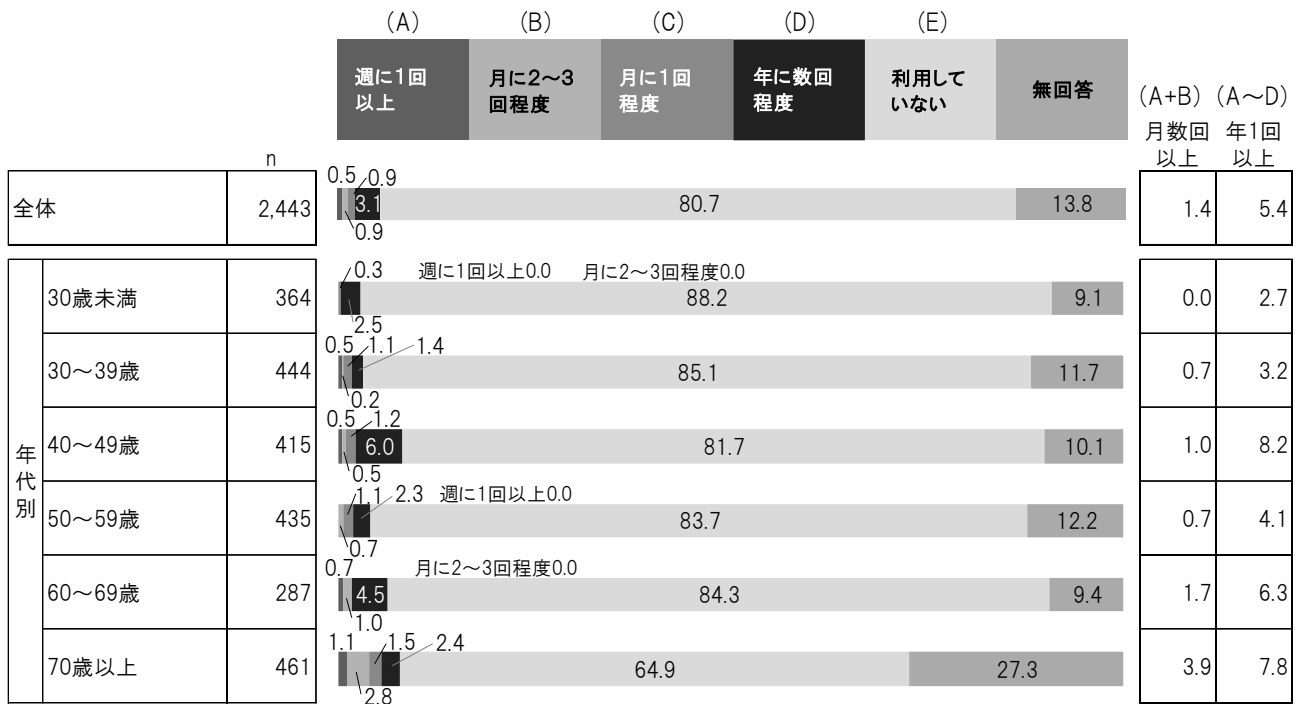 (A) (B) (C) (D) (E)
週に1回以上 月に2～3回程度 月に1回程度 年に数回程度 利用していない 無回答 (A+B)月数回以上 (A～D)年1回以上
n
全体 2,443 0.5 0.9 0.9 3.1 80.7 13.8 1.4 5.4
年代別
30歳未満 364 0.3 週に1回以上0.0 月に2～3回程度0.0 2.5 88.2 9.1 0.0 2.7
30～39歳 444 0.5 0.2 1.1 1.4 85.1 11.7 0.7 3.2
40～49歳 415 0.5 0.5 1.2 6.0 81.7 10.1 1.0 8.2
50～59歳 435 0.7 1.1 2.3 週に1回以上0.0 83.7 12.2 0.7 4.1
60～69歳 287 0.7 1.0 月に2～3回程度0.0 4.5 84.3 9.4 1.7 6.3
70歳以上 461 1.1 2.8 1.5 2.4 64.9 27.3 3.9 7.8